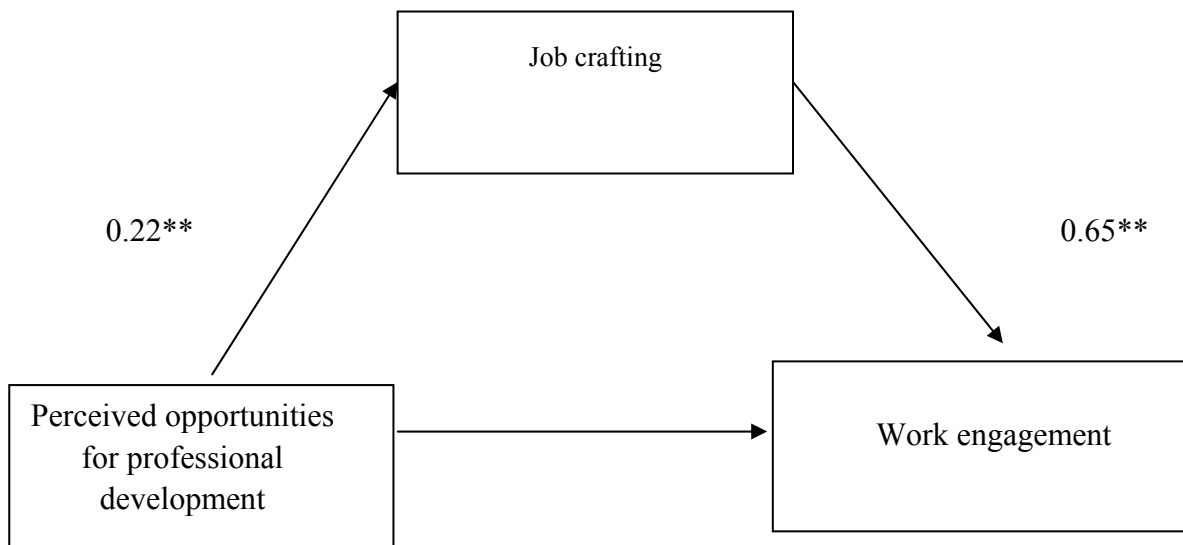 Job crafting
0.22**
0.65**
Perceived opportunities
for professional
development
Work engagement